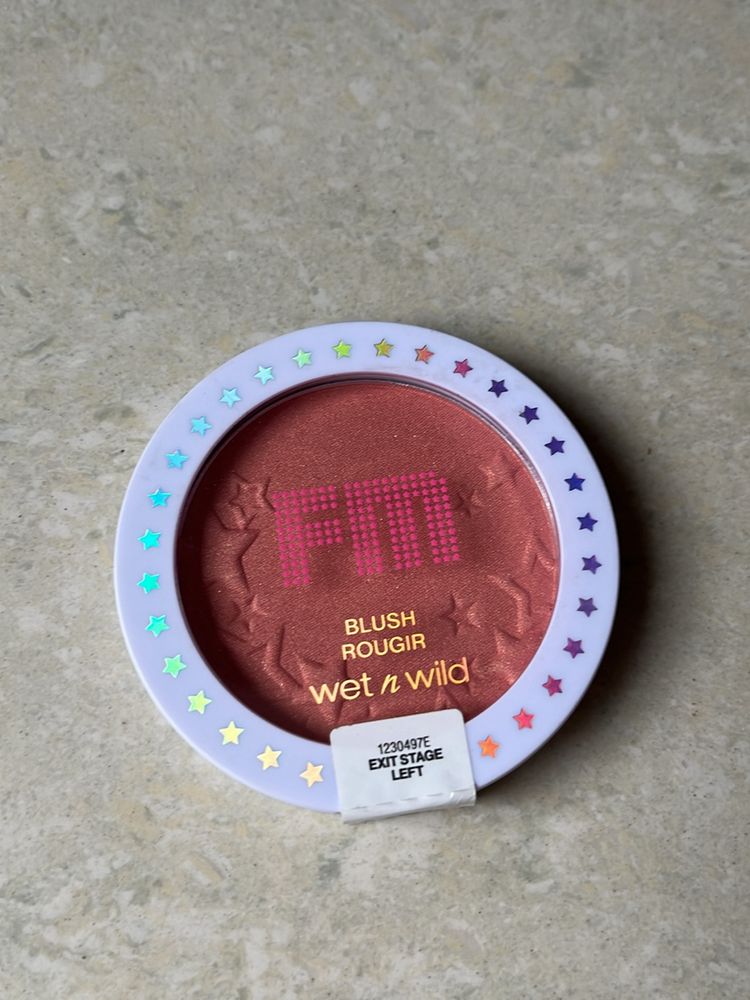 FM
BLUSH
ROUGIR
wet n wild
1230497E
EXIT STAGE
LEFT